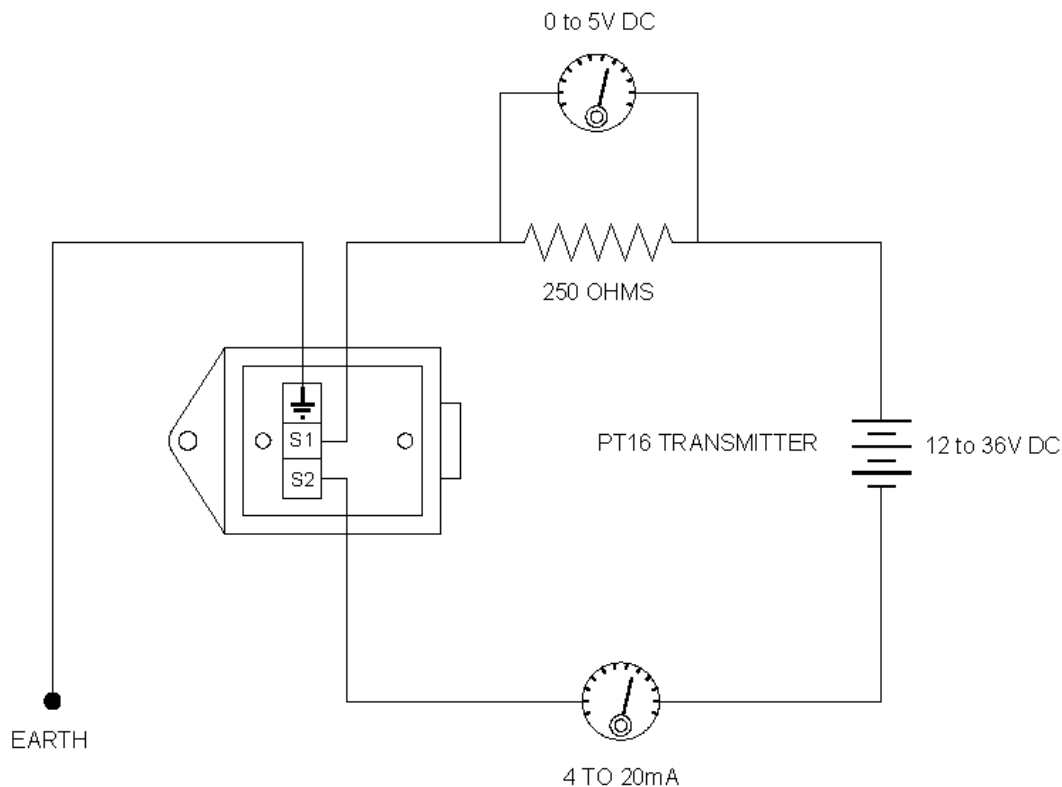 0 to 5V DC
250 OHMS
S1
S2
PT16 TRANSMITTER
12 to 36V DC
EARTH
4 TO 20mA